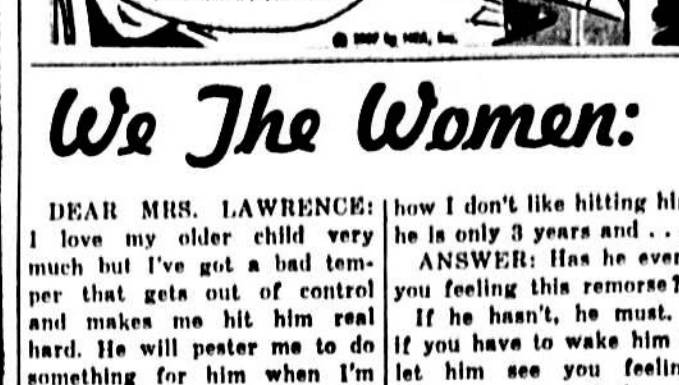 by NEA, Inc.
We The Women:
DEAR MRS. LAWRENCE:
I love my older child very
much but I've got a bad tem-
per that gets out of control
and makes me hit him real
hard. He will pester me to do
something for him when I'm
how I don't like hitting
he is only 3 years and . .
ANSWER: Has he ever
you feeling this remorse?
If he hasn't, he must.
if you have to wake him
let him see you